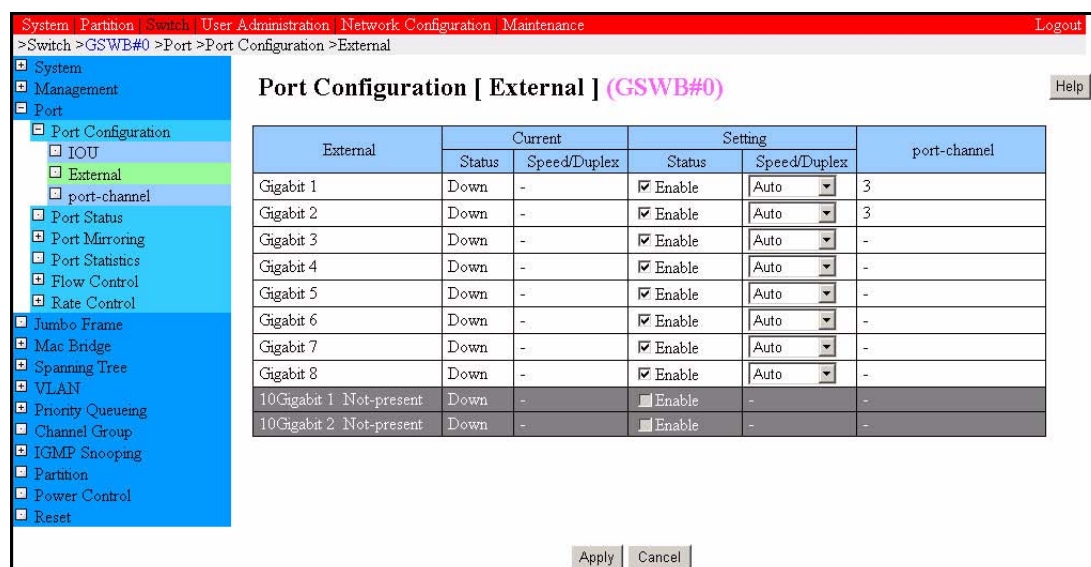 System | Partition | Switch | User Administration | Network Configuration | Maintenance Logout
>Switch >GSWB#0 >Port >Port Configuration >External
System
Management
Port
Port Configuration
IOU
External
port-channel
Port Status
Port Mirroring
Port Statistics
Flow Control
Rate Control
Jumbo Frame
Mac Bridge
Spanning Tree
VLAN
Priority Queueing
Channel Group
IGMP Snooping
Partition
Power Control
Reset
Port Configuration [ External ] (GSWB#0)
Help
External Current Setting port-channel
Status Speed/Duplex Status Speed/Duplex
Gigabit 1 Down - Enable Auto 3
Gigabit 2 Down - Enable Auto 3
Gigabit 3 Down - Enable Auto -
Gigabit 4 Down - Enable Auto -
Gigabit 5 Down - Enable Auto -
Gigabit 6 Down - Enable Auto -
Gigabit 7 Down - Enable Auto -
Gigabit 8 Down - Enable Auto -
10Gigabit 1 Not-present Down - Enable - -
10Gigabit 2 Not-present Down - Enable - -
Apply Cancel